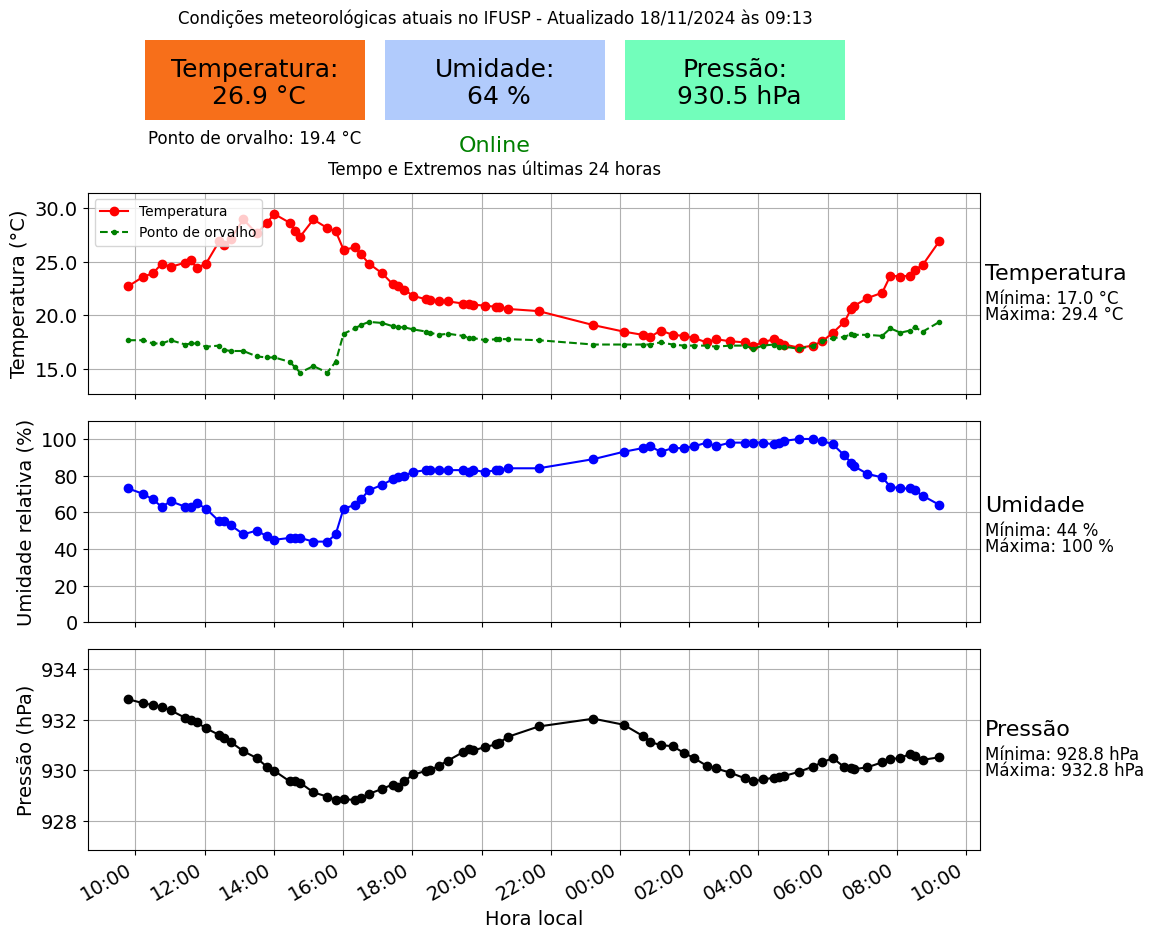 Condições meteorológicas atuais no IFUSP - Atualizado 18/11/2024 às 09:13
Temperatura:
26.9 °C
Umidade:
64 %
Pressão:
930.5 hPa
Ponto de orvalho: 19.4 °C
Online
Tempo e Extremos nas últimas 24 horas
Temperatura (°C)
30.0
25.0
20.0
15.0
Temperatura
Ponto de orvalho
Temperatura
Mínima: 17.0 °C
Máxima: 29.4 °C
Umidade relativa (%)
100
80
60
40
20
0
Umidade
Mínima: 44 %
Máxima: 100 %
Pressão (hPa)
934
932
930
928
Pressão
Mínima: 928.8 hPa
Máxima: 932.8 hPa
10:00
12:00
14:00
16:00
18:00
20:00
22:00
00:00
02:00
04:00
06:00
08:00
10:00
Hora local